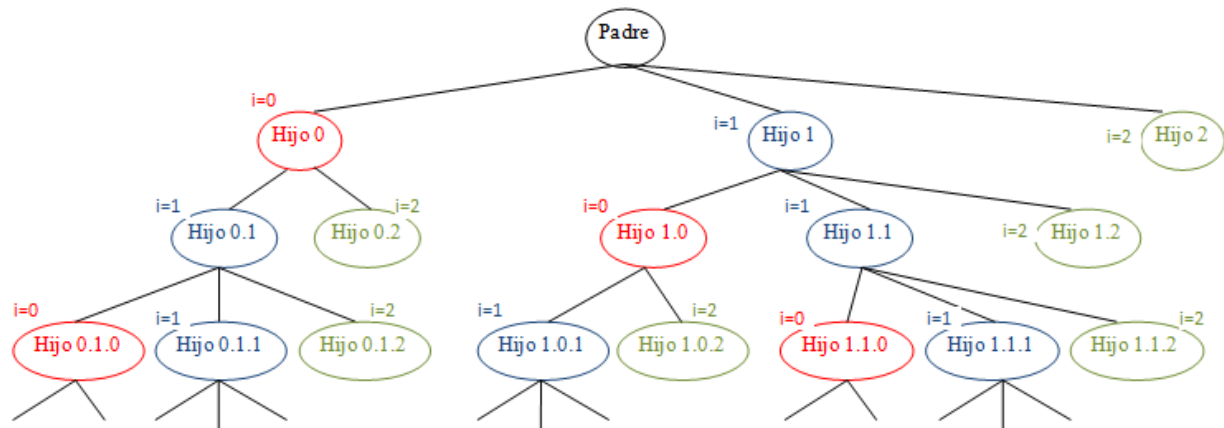 Padre
i=0
Hijo 0
i=1
Hijo 1
i=2
Hijo 2
i=1
Hijo 0.1
i=2
Hijo 0.2
i=0
Hijo 1.0
i=1
Hijo 1.1
i=2
Hijo 1.2
i=0
Hijo 0.1.0
i=1
Hijo 0.1.1
i=2
Hijo 0.1.2
i=1
Hijo 1.0.1
i=2
Hijo 1.0.2
i=0
Hijo 1.1.0
i=1
Hijo 1.1.1
i=2
Hijo 1.1.2